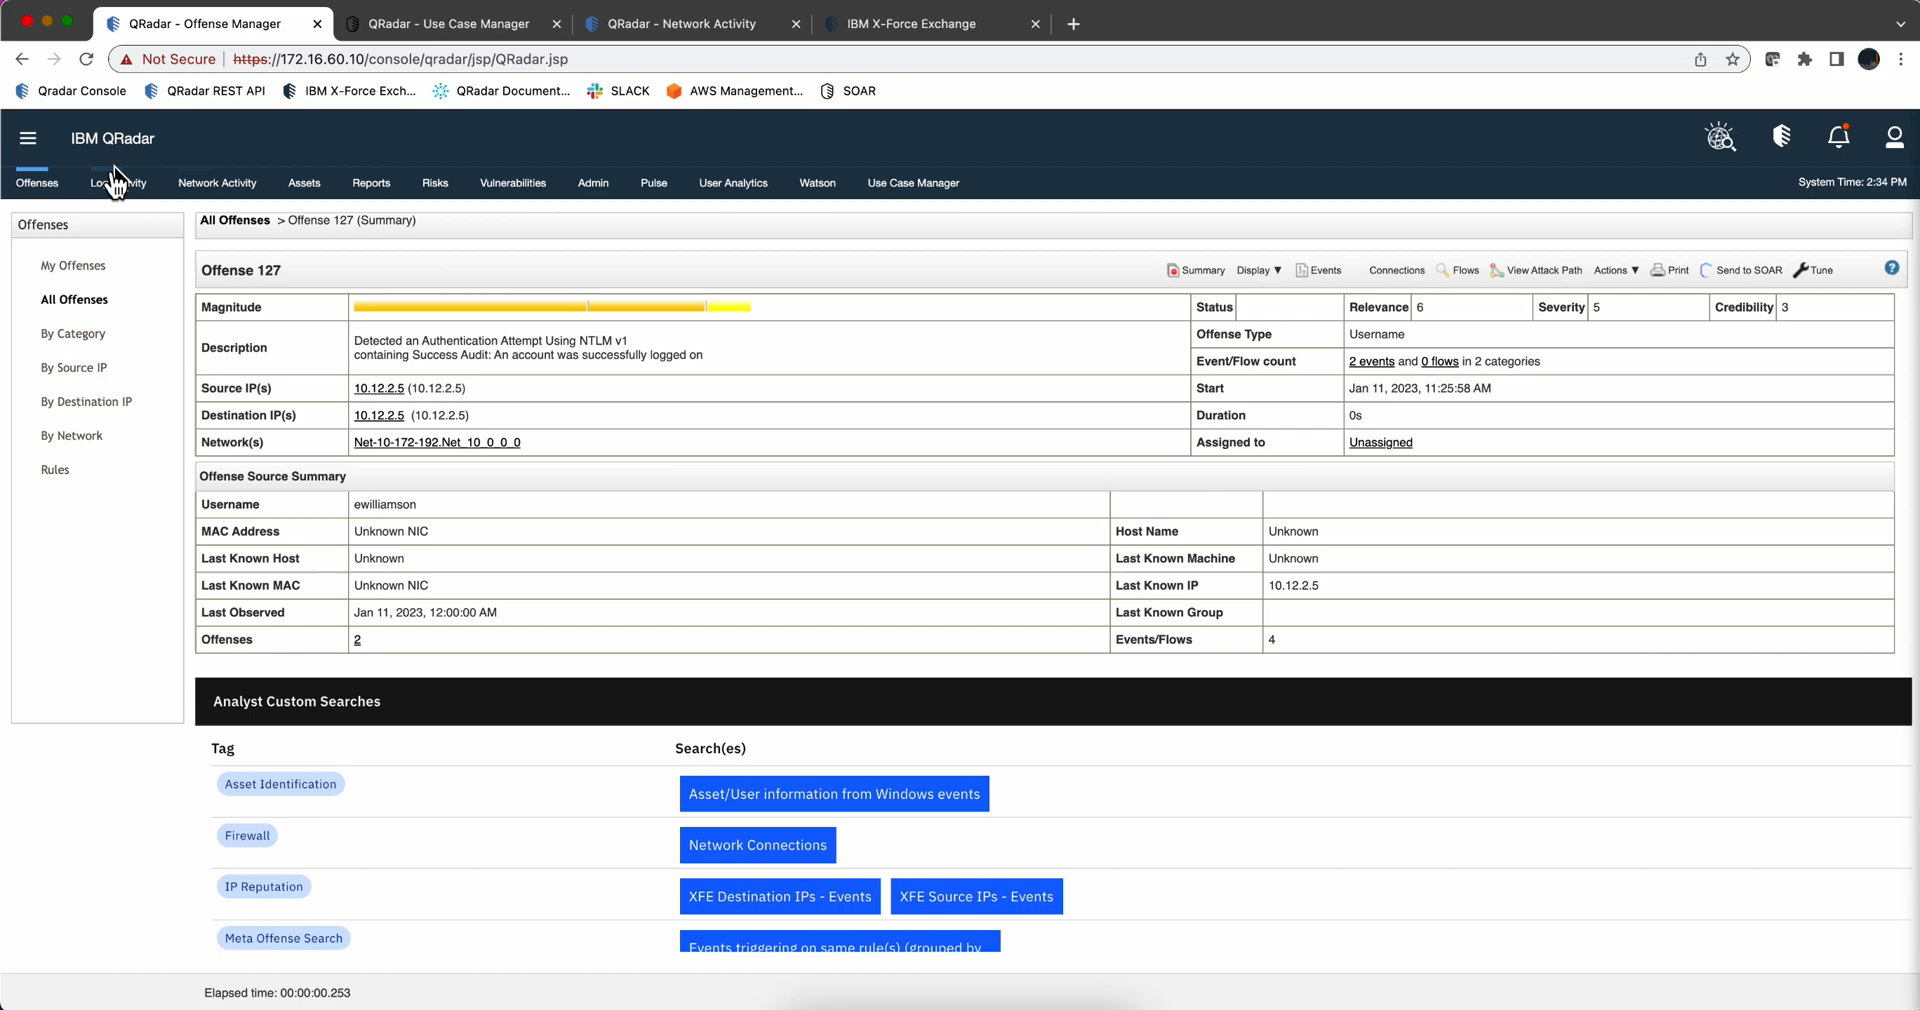 QRadar - Offense Manager
QRadar - Use Case Manager
QRadar - Network Activity
IBM X-Force Exchange
Not Secure https://172.16.60.10/console/qradar/jsp/QRadar.jsp
Qradar Console QRadar REST API IBM X-Force Exch... QRadar Document... SLACK AWS Management... SOAR
IBM QRadar
Offenses Network Activity Assets Reports Risks Vulnerabilities Admin Pulse User Analytics Watson Use Case Manager System Time: 2:34 PM
Offenses
My Offenses
All Offenses
By Category
By Source IP
By Destination IP
By Network
Rules
All Offenses > Offense 127 (Summary)
Offense 127 Summary Display ▼ Events Connections Flows View Attack Path Actions ▼ Print Send to SOAR Tune ?
Magnitude Status Relevance 6 Severity 5 Credibility 3
Description Detected an Authentication Attempt Using NTLM v1
containing Success Audit: An account was successfully logged on
Offense Type Username
Event/Flow count 2 events and 0 flows in 2 categories
Source IP(s) 10.12.2.5 (10.12.2.5) Start Jan 11, 2023, 11:25:58 AM
Destination IP(s) 10.12.2.5 (10.12.2.5) Duration 0s
Network(s) Net-10-172-192.Net_10_0_0_0 Assigned to Unassigned
Offense Source Summary
Username ewilliamson
MAC Address Unknown NIC Host Name Unknown
Last Known Host Unknown Last Known Machine Unknown
Last Known MAC Unknown NIC Last Known IP 10.12.2.5
Last Observed Jan 11, 2023, 12:00:00 AM Last Known Group
Offenses 2 Events/Flows 4
Analyst Custom Searches
Tag Search(es)
Asset Identification Asset/User information from Windows events
Firewall Network Connections
IP Reputation XFE Destination IPs - Events XFE Source IPs - Events
Meta Offense Search Events triggering on same rule(s) (grouped by
Elapsed time: 00:00:00.253